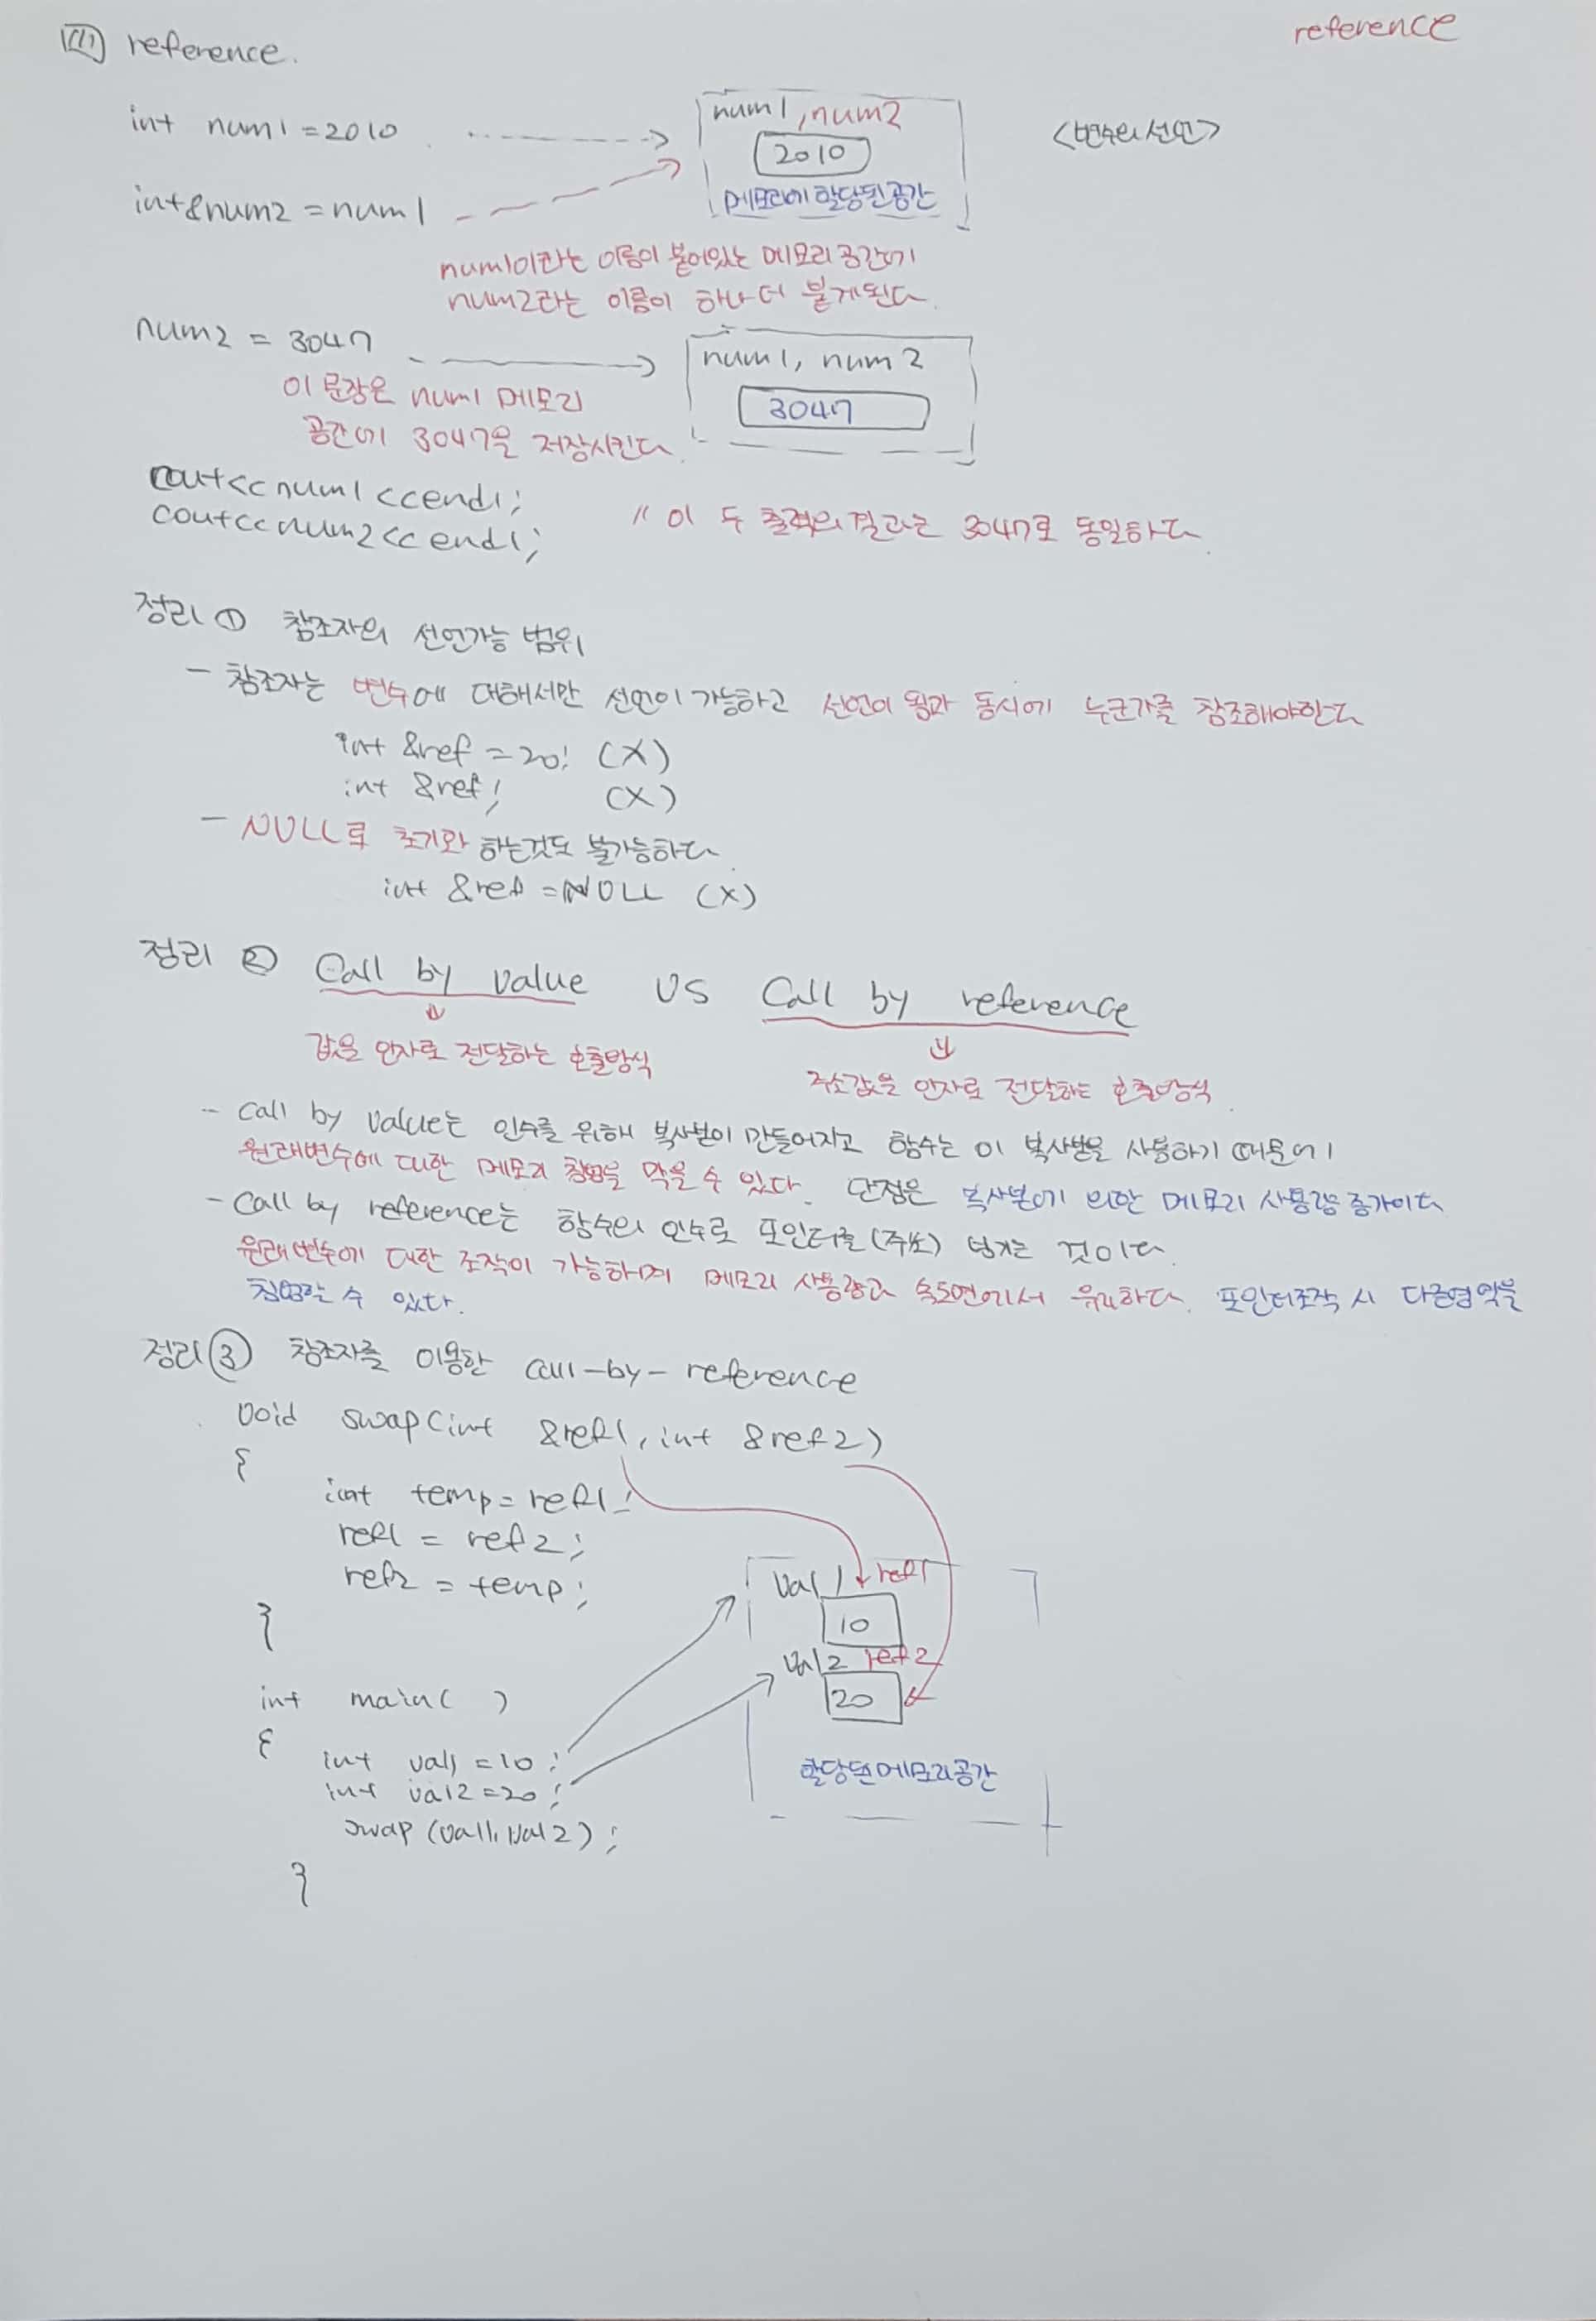 reference
reference.
int num1 = 2010
num1, num2
2010
메모리에 할당된 공간
<변수의 선언>
int &num2 = num1
num1이라는 이름이 붙어있는 메모리 공간에
num2라는 이름이 하나 더 붙게된다.
num2 = 3047
num1, num2
3047
이 문장은 num1 메모리
공간에 3047을 저장시킨다.
cout<<num1<<endl;
cout<<num2<<endl;
// 이 두 출력의 결과는 3047로 동일하다.
정리 ① 참조자의 선언가능 범위
- 참조자는 변수에 대해서만 선언이 가능하고 선언이 됨과 동시에 누군가를 참조해야한다
int &ref = 20; (X)
int &ref; (X)
- NULL로 초기화 하는것도 불가능하다.
int &ref = NULL (X)
정리 ② Call by value VS Call by reference
값을 인자로 전달하는 호출방식
주소값을 인자로 전달하는 호출방식.
- call by value는 인수를 위해 복사본이 만들어지고 함수는 이 복사본을 사용하기 때문에
원래변수에 대한 메모리 침범을 막을 수 있다. 단점은 복사본에 의한 메모리 사용량 증가이다
- call by reference는 함수의 인수로 포인터를 (주소) 넘기는 것이다.
원래변수에 대한 조작이 가능하며 메모리 사용량과 속도면에서 유리하다. 포인터조작 시 다른영역을
침범할 수 있다.
정리 ③ 참조자를 이용한 call-by-reference
void swap(int &ref1, int &ref2)
{
int temp = ref1;
ref1 = ref2;
ref2 = temp;
}
val1 ref1
10
val2 ref2
20
할당된 메모리공간
int main( )
{
int val1 = 10;
int val2 = 20;
swap (val1, val2);
}